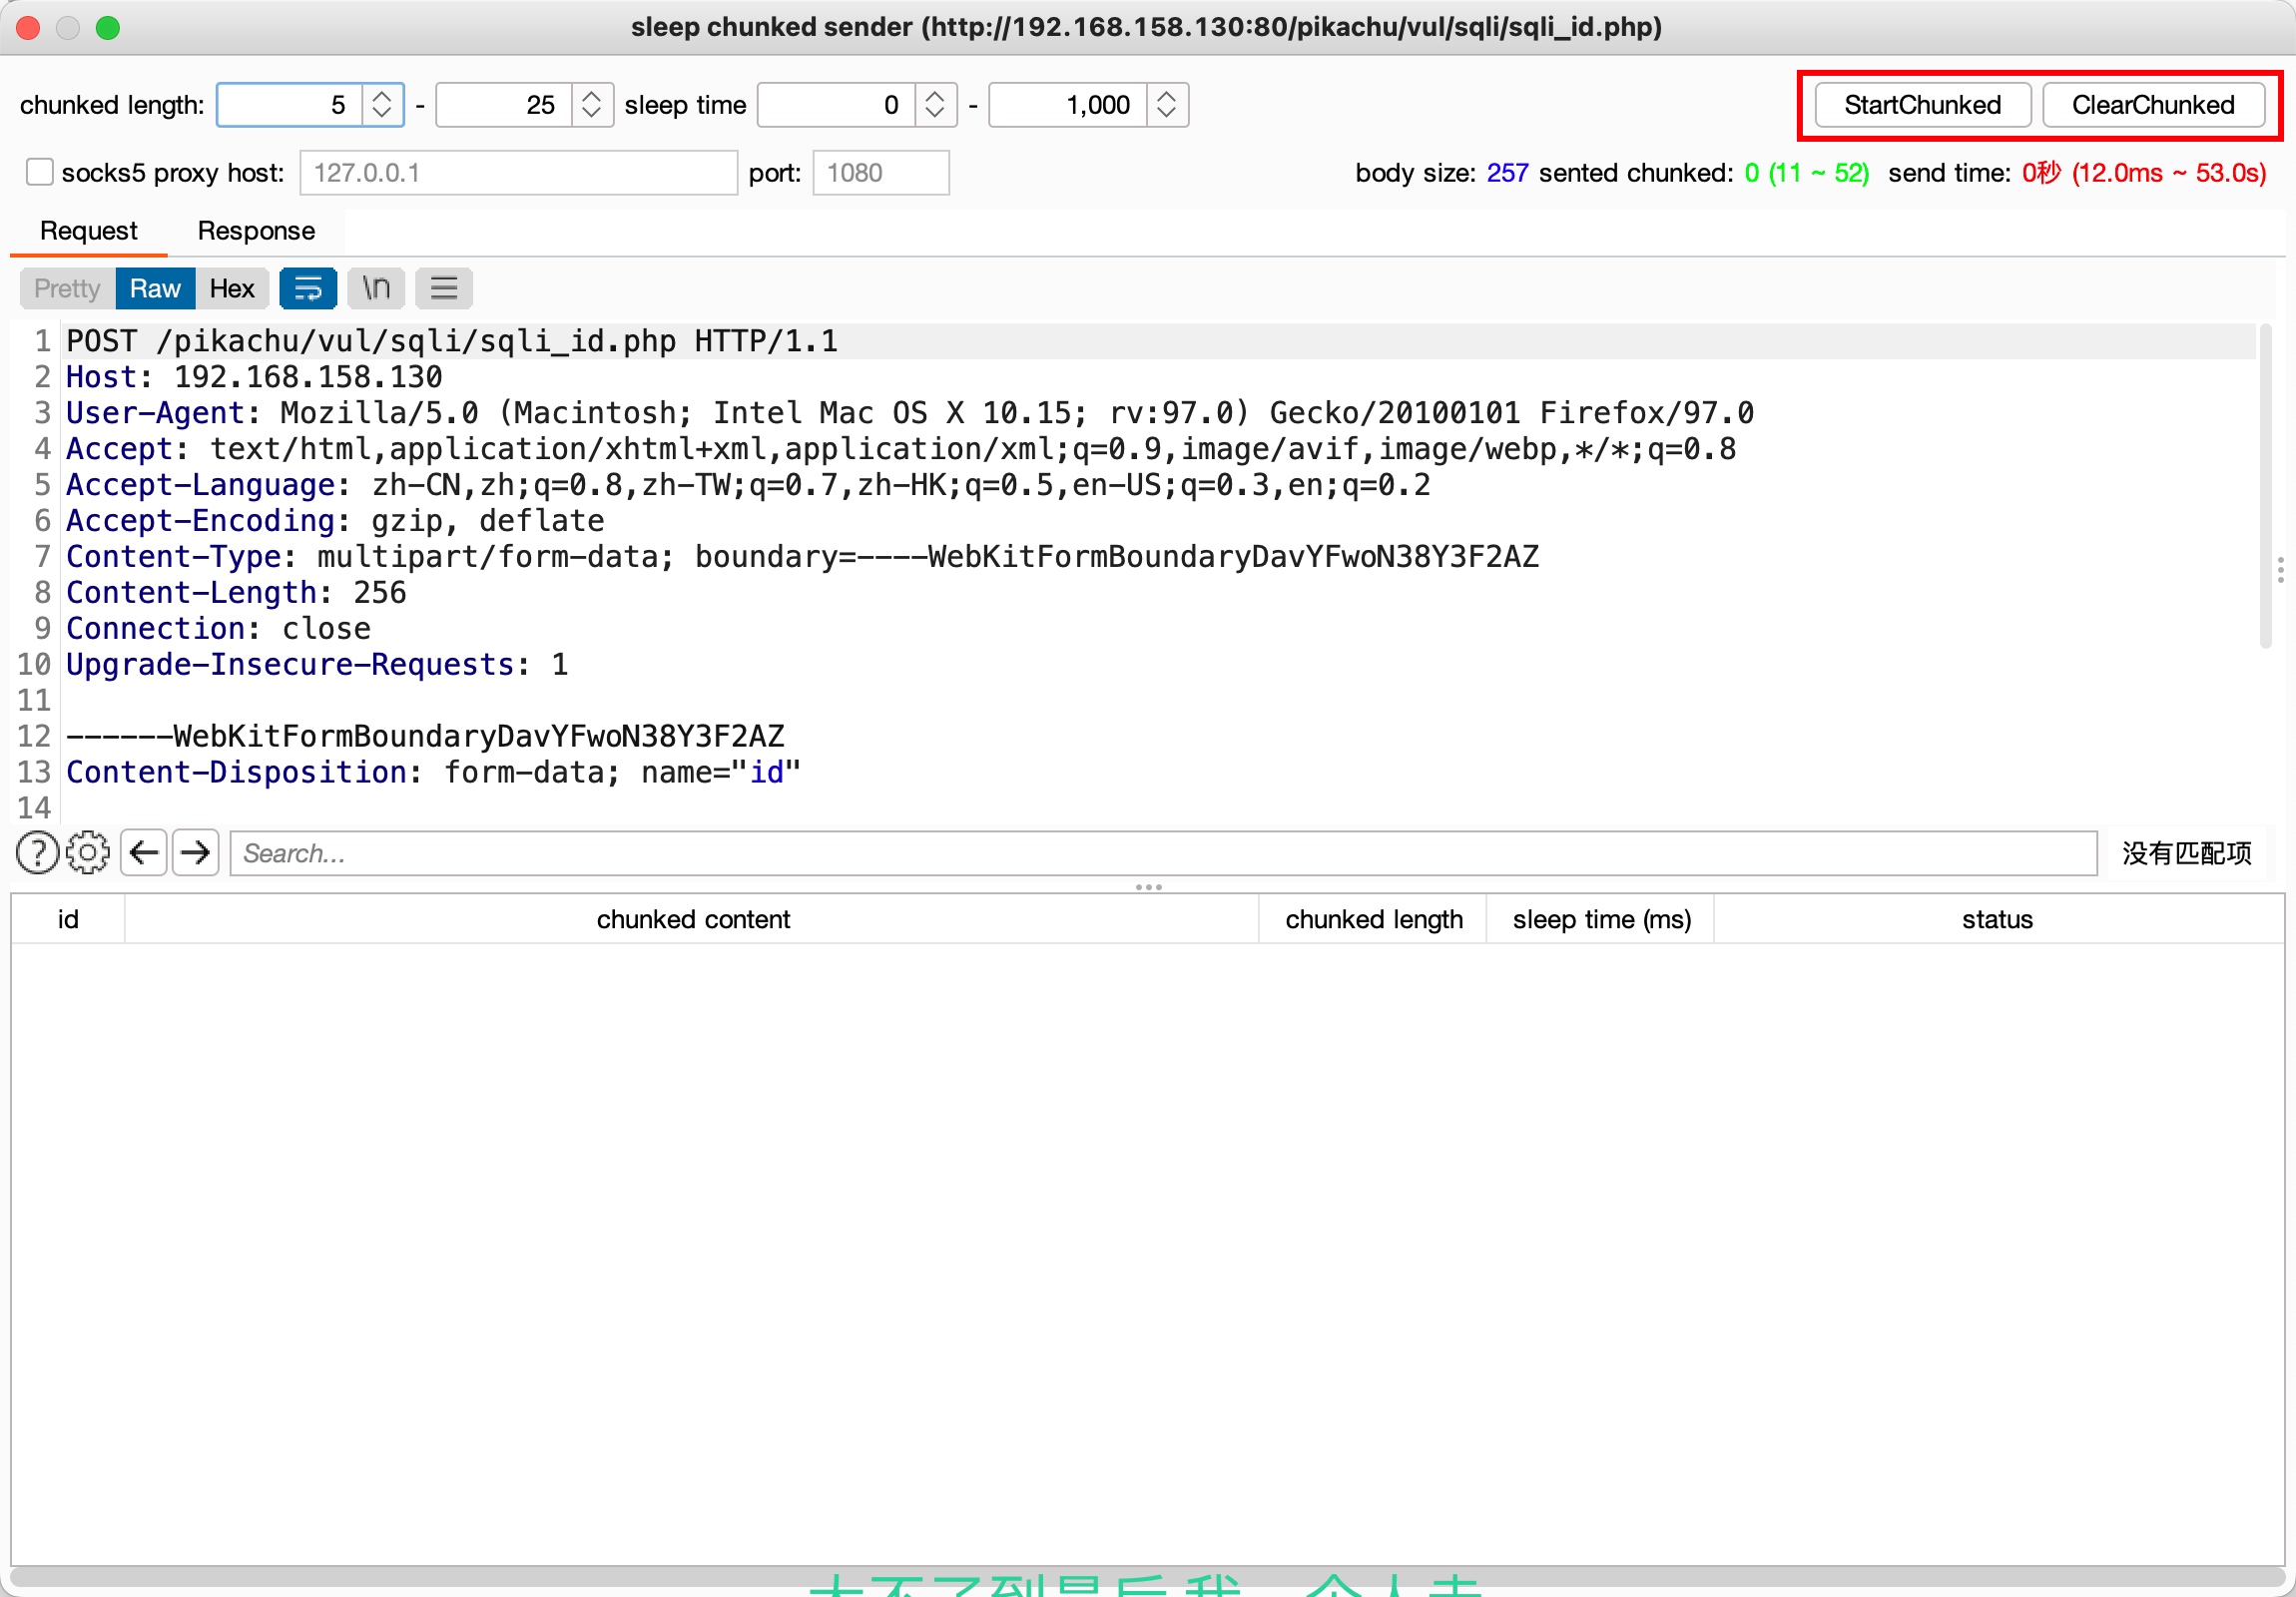 sleep chunked sender (http://192.168.158.130:80/pikachu/vul/sqli/sqli_id.php)
chunked length: 5 - 25 sleep time 0 - 1,000 StartChunked ClearChunked
socks5 proxy host: 127.0.0.1 port: 1080 body size: 257 sented chunked: 0 (11 ~ 52) send time: 0秒 (12.0ms ~ 53.0s)
Request Response
Pretty Raw Hex \n
1 POST /pikachu/vul/sqli/sqli_id.php HTTP/1.1
2 Host: 192.168.158.130
3 User-Agent: Mozilla/5.0 (Macintosh; Intel Mac OS X 10.15; rv:97.0) Gecko/20100101 Firefox/97.0
4 Accept: text/html,application/xhtml+xml,application/xml;q=0.9,image/avif,image/webp,*/*;q=0.8
5 Accept-Language: zh-CN,zh;q=0.8,zh-TW;q=0.7,zh-HK;q=0.5,en-US;q=0.3,en;q=0.2
6 Accept-Encoding: gzip, deflate
7 Content-Type: multipart/form-data; boundary=----WebKitFormBoundaryDavYFwoN38Y3F2AZ
8 Content-Length: 256
9 Connection: close
10 Upgrade-Insecure-Requests: 1
11
12 ------WebKitFormBoundaryDavYFwoN38Y3F2AZ
13 Content-Disposition: form-data; name="id"
14
? Search... 没有匹配项
id chunked content chunked length sleep time (ms) status